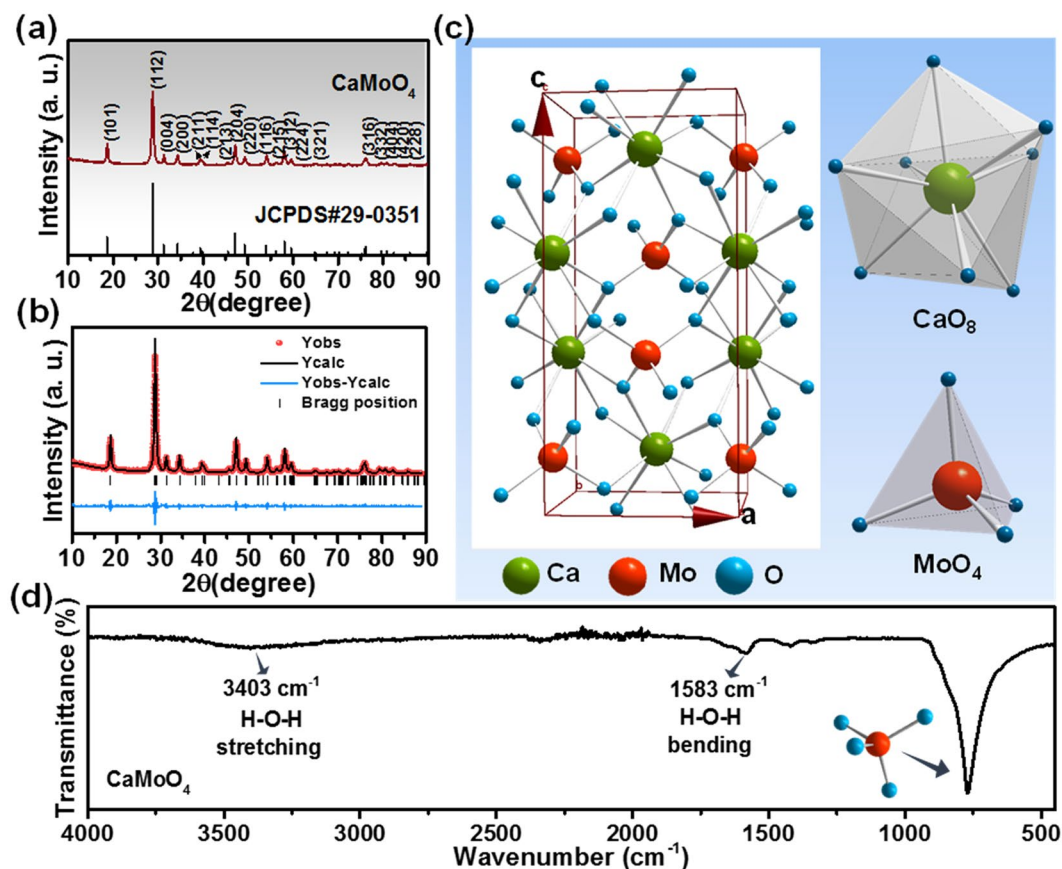 (a)
Intensity (a. u.)
CaMoO4
(101)
(112)
(004)
(200)
(211)
(114)
(213)
(204)
(220)
(116)
(215)
(312)
(224)
(321)
(316)
(332)
(404)
(420)
(228)
JCPDS#29-0351
10 20 30 40 50 60 70 80 90
2θ(degree)
(b)
Intensity (a. u.)
Yobs
Ycalc
Yobs-Ycalc
Bragg position
10 20 30 40 50 60 70 80 90
2θ(degree)
(c)
c
a
Ca Mo O
CaO8
MoO4
(d)
Transmittance (%)
3403 cm-1
H-O-H
stretching
1583 cm-1
H-O-H
bending
CaMoO4
4000 3500 3000 2500 2000 1500 1000 500
Wavenumber (cm-1)